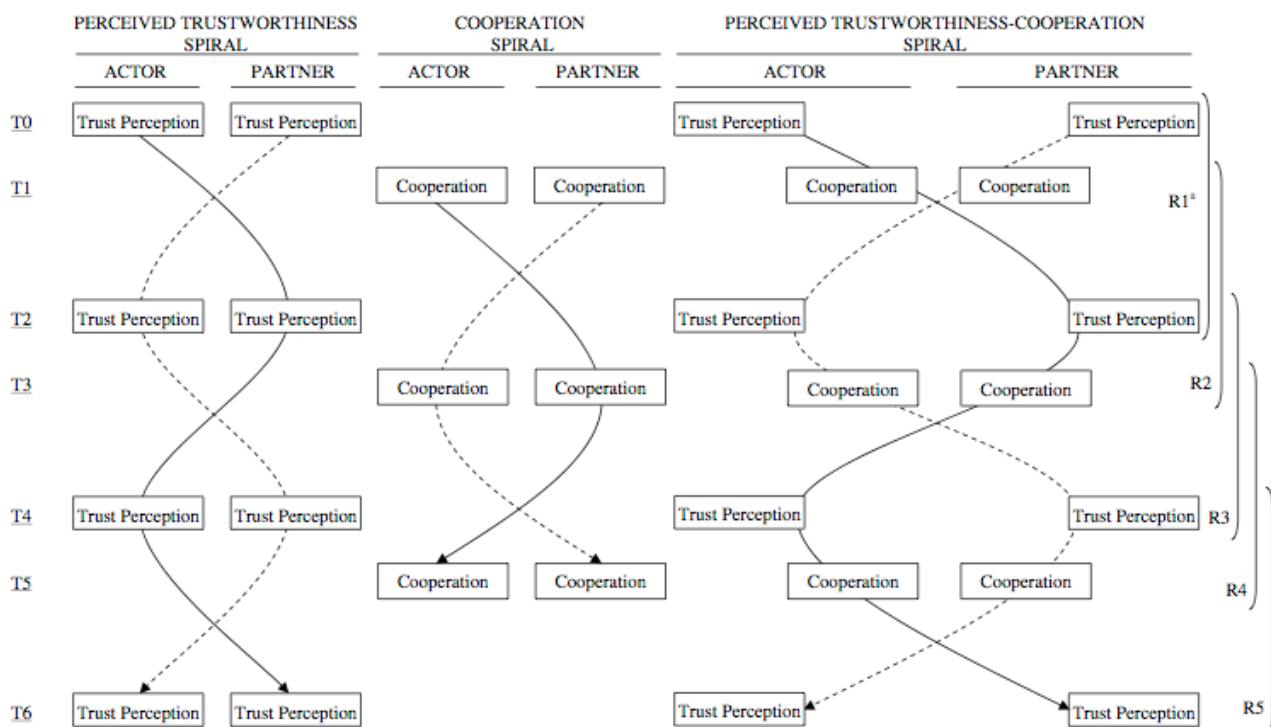 PERCEIVED TRUSTWORTHINESS SPIRAL
COOPERATION SPIRAL
PERCEIVED TRUSTWORTHINESS-COOPERATION SPIRAL
ACTOR PARTNER ACTOR PARTNER ACTOR PARTNER
T0 Trust Perception Trust Perception Trust Perception Trust Perception
T1 Cooperation Cooperation Cooperation Cooperation
R1ª
T2 Trust Perception Trust Perception Trust Perception Trust Perception
T3 Cooperation Cooperation Cooperation Cooperation R2
T4 Trust Perception Trust Perception Trust Perception Trust Perception R3
T5 Cooperation Cooperation Cooperation Cooperation R4
T6 Trust Perception Trust Perception Trust Perception Trust Perception R5